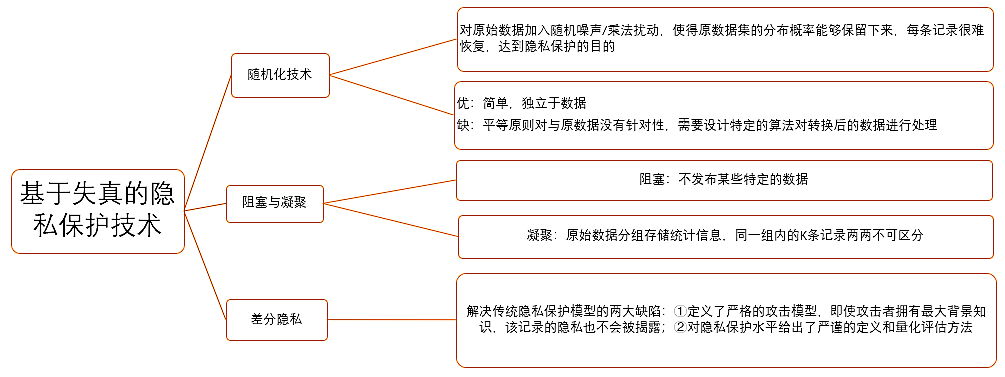 基于失真的隐
私保护技术
随机化技术
对原始数据加入随机噪声/乘法扰动，使得原数据集的分布概率能够保留下来，每条记录很难
恢复，达到隐私保护的目的
优：简单，独立于数据
缺：平等原则对与原数据没有针对性，需要设计特定的算法对转换后的数据进行处理
阻塞与凝聚
阻塞：不发布某些特定的数据
凝聚：原始数据分组存储统计信息，同一组内的K条记录两两不可区分
差分隐私
解决传统隐私保护模型的两大缺陷：①定义了严格的攻击模型，即使攻击者拥有最大背景知
识，该记录的隐私也不会被揭露；②对隐私保护水平给出了严谨的定义和量化评估方法